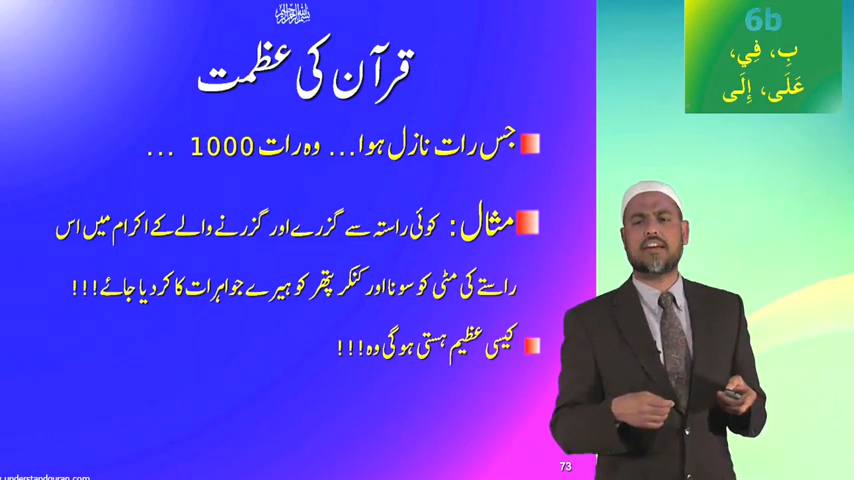 ﷽
قرآن کی عظمت
جس رات نازل ہوا... وہ رات 1000 ...
مثال: کوئی راستہ سے گزرے اور گزرنے والے کے اکرام میں اس
راستے کی مٹی کو سونا اور کنکر پتھر کو ہیرے جواہرات کا کر دیا جائے!!!
کیسی عظیم ہستی ہوگی وہ!!!
6b
بِ، فِي،
عَلَى، إِلَى
73
.understandquran.com